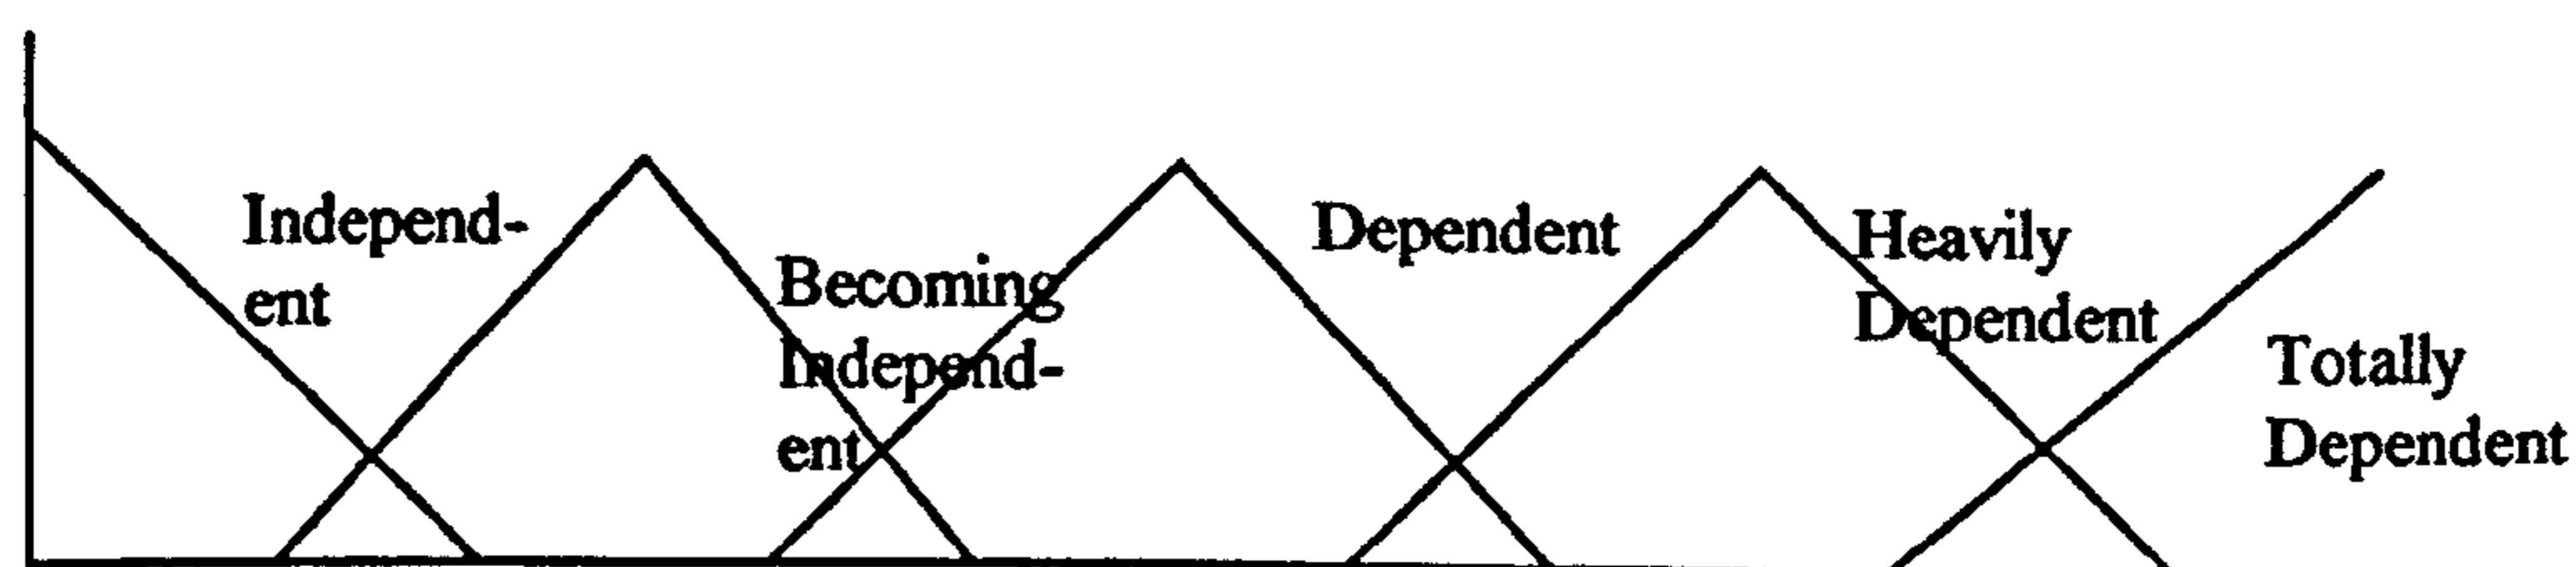 Independ-
ent
Becoming
Independ-
ent
Dependent
Heavily
Dependent
Totally
Dependent